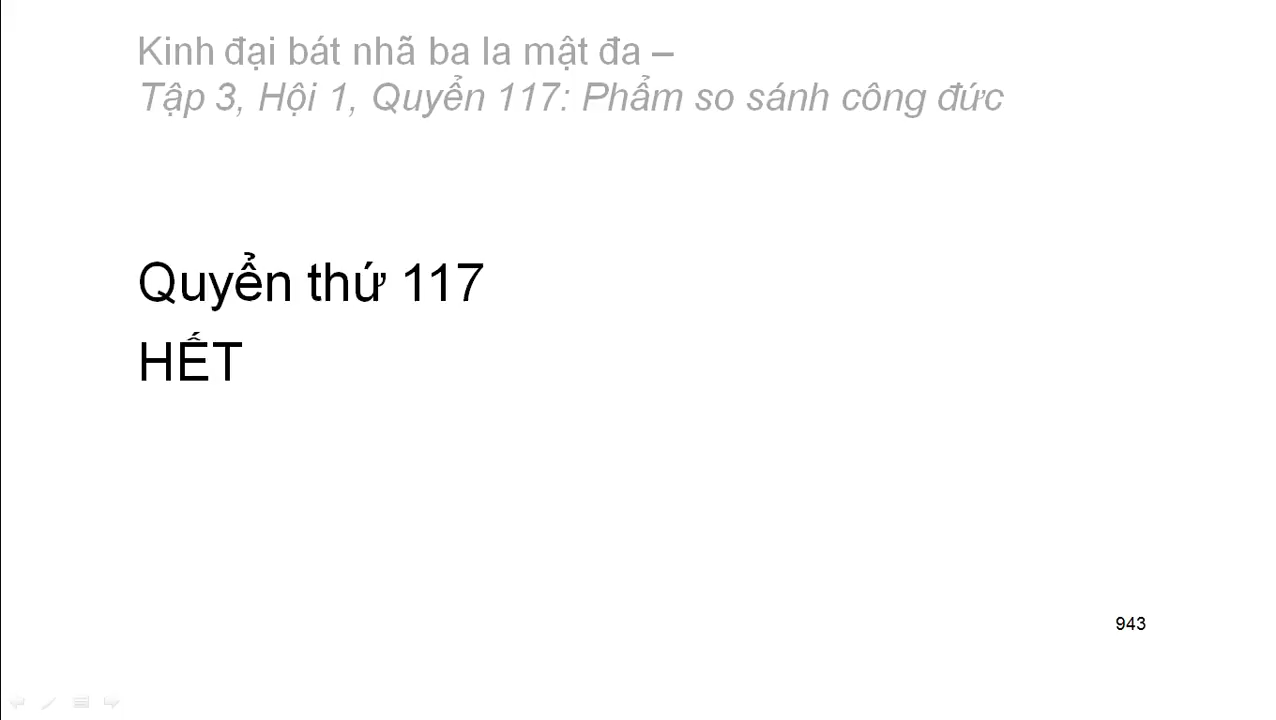 Kinh đại bát nhã ba la mật đa –
Tập 3, Hội 1, Quyển 117: Phẩm so sánh công đức
Quyển thứ 117
HẾT
943